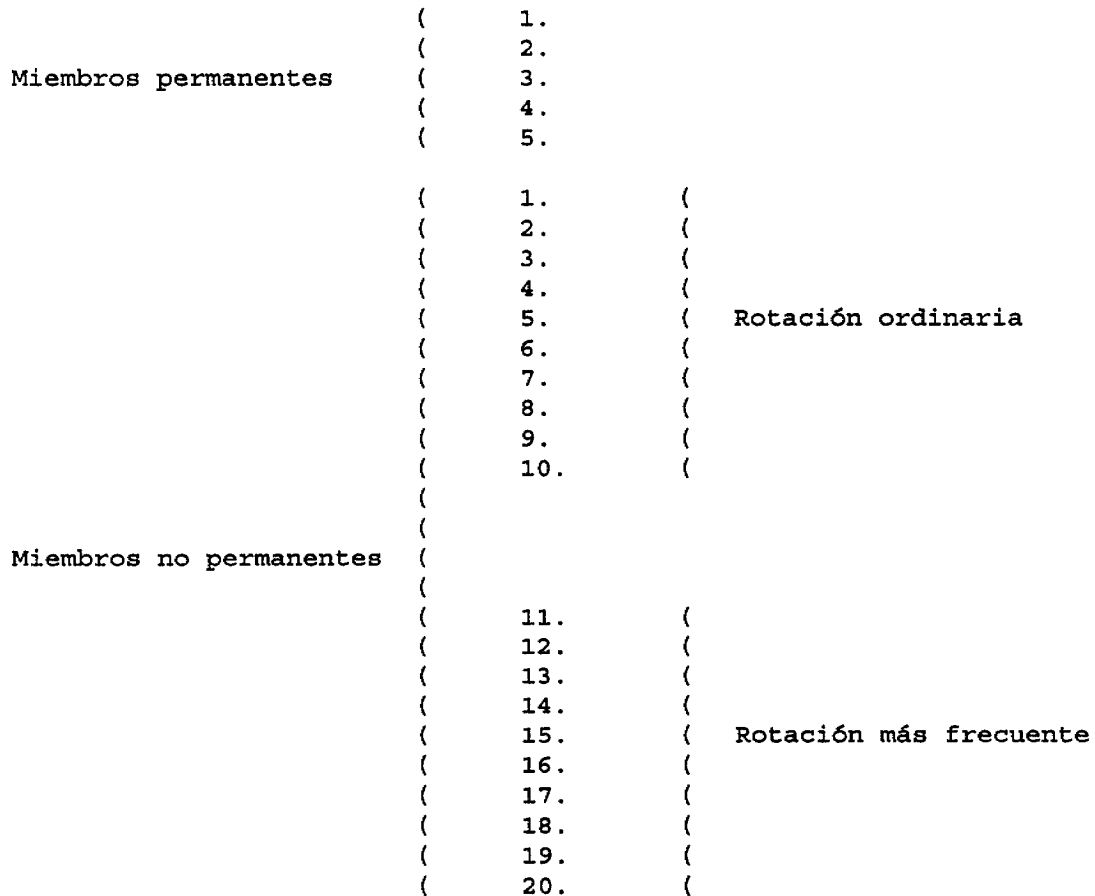 ( 1.
( 2.
Miembros permanentes ( 3.
( 4.
( 5.
( 1. (
( 2. (
( 3. (
( 4. (
( 5. ( Rotación ordinaria
( 6. (
( 7. (
( 8. (
( 9. (
( 10. (
(
(
Miembros no permanentes (
(
( 11. (
( 12. (
( 13. (
( 14. (
( 15. ( Rotación más frecuente
( 16. (
( 17. (
( 18. (
( 19. (
( 20. (